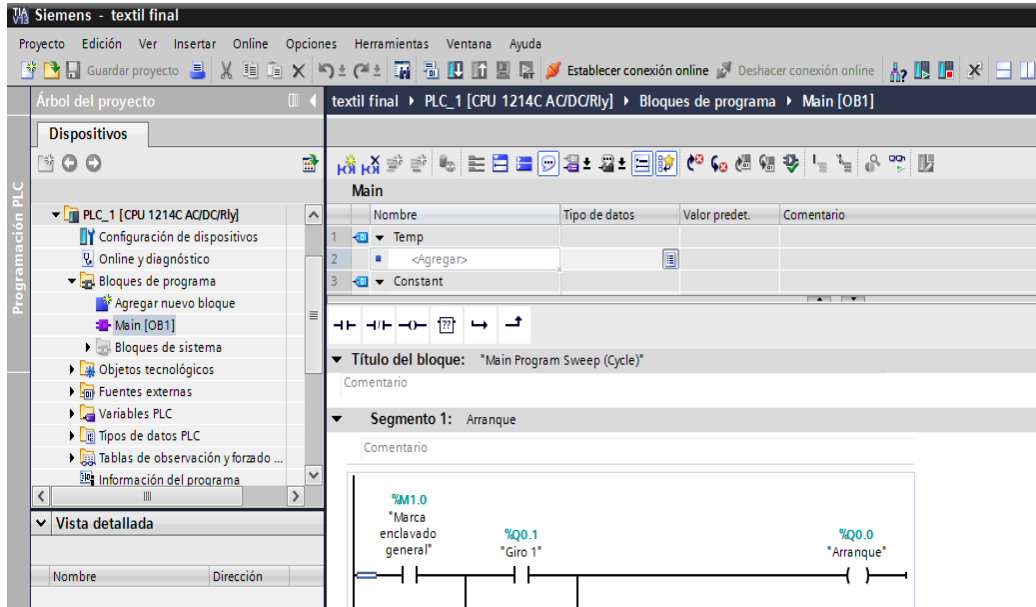 TIA V13 Siemens - textil final
Proyecto Edición Ver Insertar Online Opciones Herramientas Ventana Ayuda
Guardar proyecto Establecer conexión online Deshacer conexión online
Árbol del proyecto
textil final PLC_1 [CPU 1214C AC/DC/Rly] Bloques de programa Main [OB1]
Dispositivos
Programación PLC
PLC_1 [CPU 1214C AC/DC/Rly]
Configuración de dispositivos
Online y diagnóstico
Bloques de programa
Agregar nuevo bloque
Main [OB1]
Bloques de sistema
Objetos tecnológicos
Fuentes externas
Variables PLC
Tipos de datos PLC
Tablas de observación y forzado ...
Información del programa
Vista detallada
Nombre Dirección
Main
Nombre Tipo de datos Valor predet. Comentario
1 Temp
2 <Agregar>
3 Constant
??
Título del bloque: "Main Program Sweep (Cycle)"
Comentario
Segmento 1: Arranque
Comentario
%M1.0
"Marca
enclavado
general"
%Q0.1
"Giro 1"
%Q0.0
"Arranque"